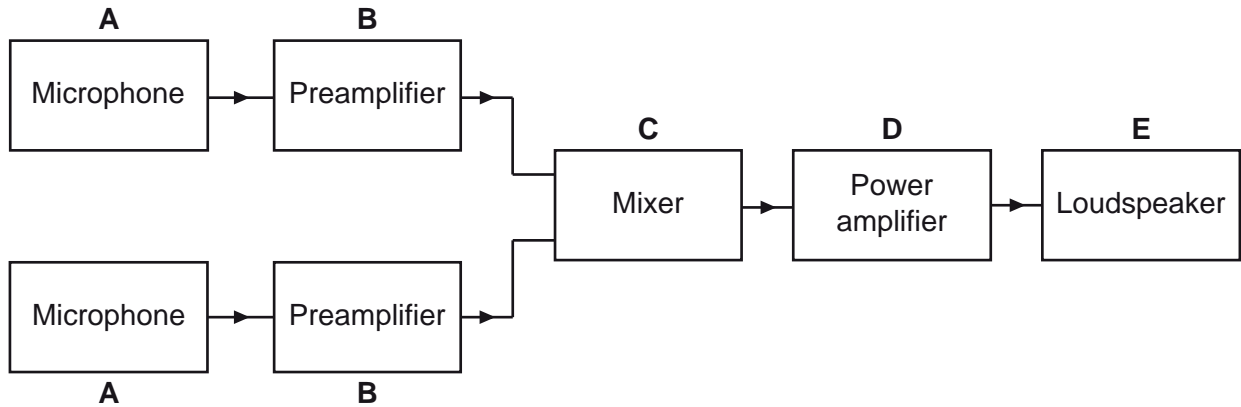 A
B
Microphone
Preamplifier
C
D
E
Mixer
Power
amplifier
Loudspeaker
Microphone
Preamplifier
A
B